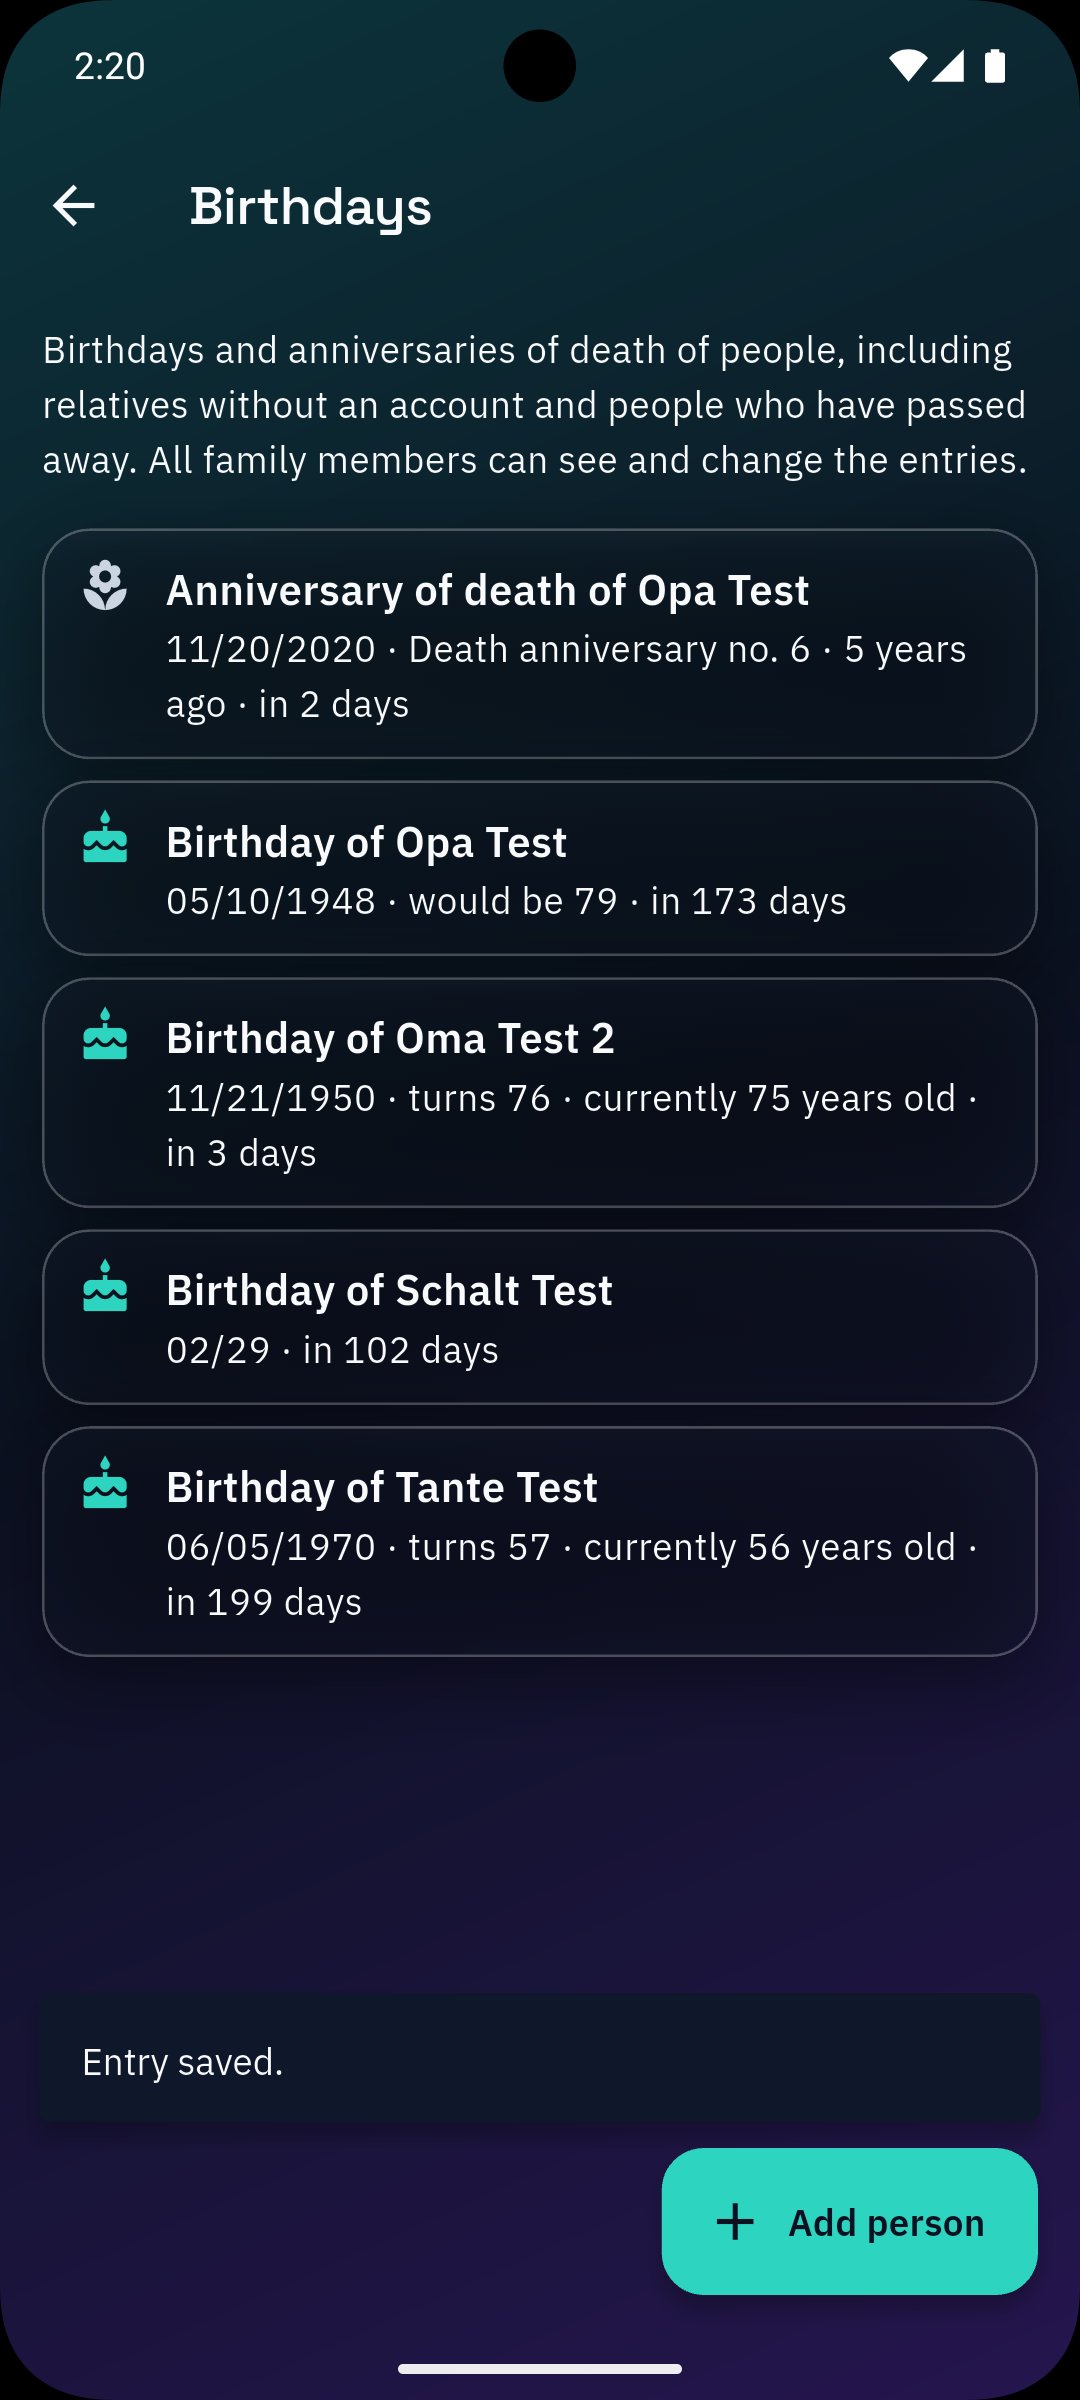 2:20
Birthdays
Birthdays and anniversaries of death of people, including
relatives without an account and people who have passed
away. All family members can see and change the entries.
Anniversary of death of Opa Test
11/20/2020 · Death anniversary no. 6 · 5 years
ago · in 2 days
Birthday of Opa Test
05/10/1948 · would be 79 · in 173 days
Birthday of Oma Test 2
11/21/1950 · turns 76 · currently 75 years old ·
in 3 days
Birthday of Schalt Test
02/29 · in 102 days
Birthday of Tante Test
06/05/1970 · turns 57 · currently 56 years old ·
in 199 days
Entry saved.
Add person